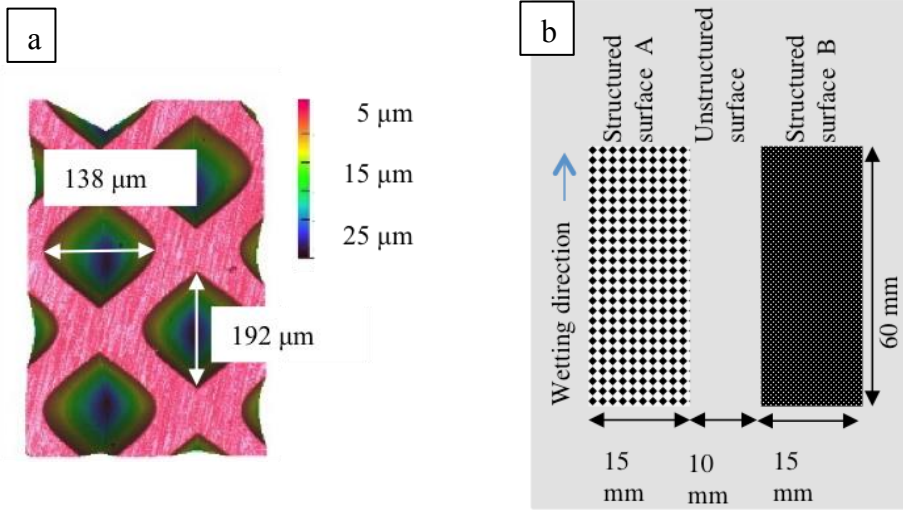 a
5 μm
15 μm
25 μm
138 μm
192 μm
b
Structured
surface A
Unstructured
surface
Structured
surface B
Wetting direction
60 mm
15
mm
10
mm
15
mm